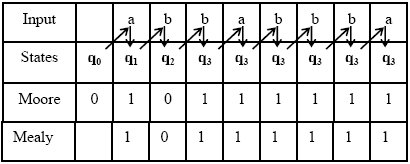 Input a b b a b b b a
States q0 q1 q2 q3 q3 q3 q3 q3 q3
Moore 0 1 0 1 1 1 1 1 1
Mealy 1 0 1 1 1 1 1 1